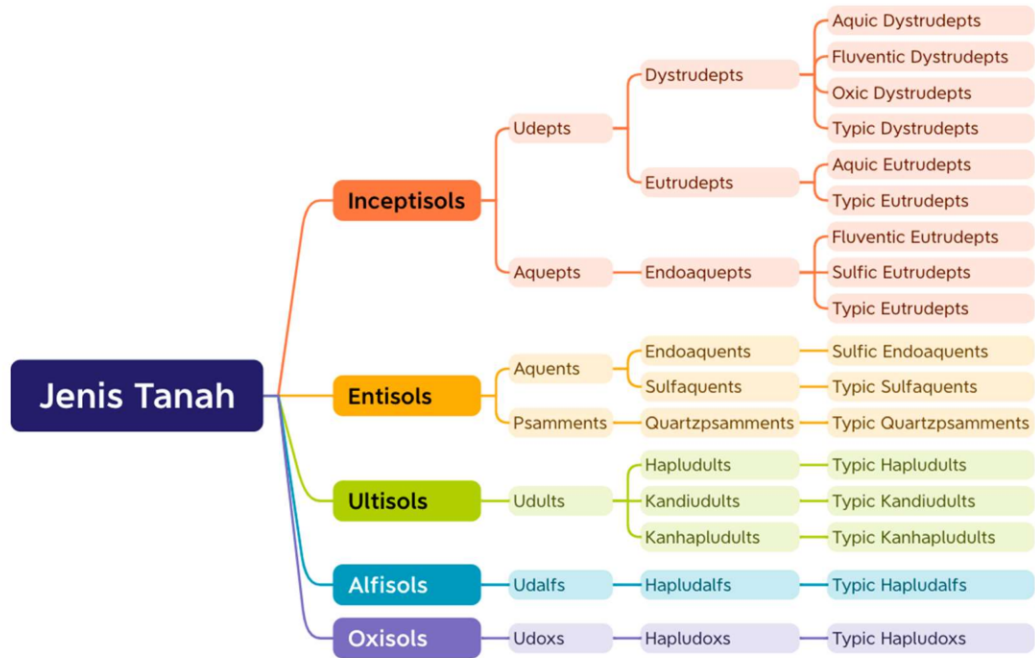 Jenis Tanah
Inceptisols
Udepts
Dystrudepts
Aquic Dystrudepts
Fluventic Dystrudepts
Oxic Dystrudepts
Typic Dystrudepts
Eutrudepts
Aquic Eutrudepts
Typic Eutrudepts
Aquepts
Endoaquepts
Fluventic Eutrudepts
Sulfic Eutrudepts
Typic Eutrudepts
Entisols
Aquents
Endoaquents
Sulfic Endoaquents
Sulfaquents
Typic Sulfaquents
Psamments
Quartzpsamments
Typic Quartzpsamments
Ultisols
Udults
Hapludults
Typic Hapludults
Kandiudults
Typic Kandiudults
Kanhapludults
Typic Kanhapludults
Alfisols
Udalfs
Hapludalfs
Typic Hapludalfs
Oxisols
Udoxs
Hapludoxs
Typic Hapludoxs